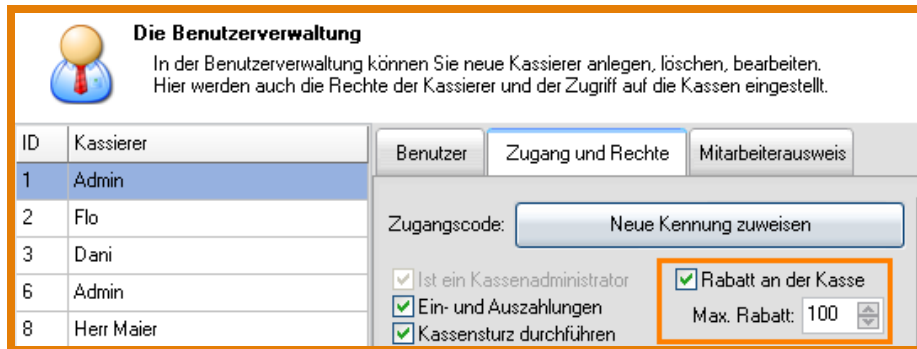 Die Benutzerverwaltung
In der Benutzerverwaltung können Sie neue Kassierer anlegen, löschen, bearbeiten.
Hier werden auch die Rechte der Kassierer und der Zugriff auf die Kassen eingestellt.
ID Kassierer
1 Admin
2 Flo
3 Dani
6 Admin
8 Herr Maier
Benutzer Zugang und Rechte Mitarbeiterausweis
Zugangscode: Neue Kennung zuweisen
Ist ein Kassenadministrator
Ein- und Auszahlungen
Kassensturz durchführen
Rabatt an der Kasse
Max. Rabatt: 100